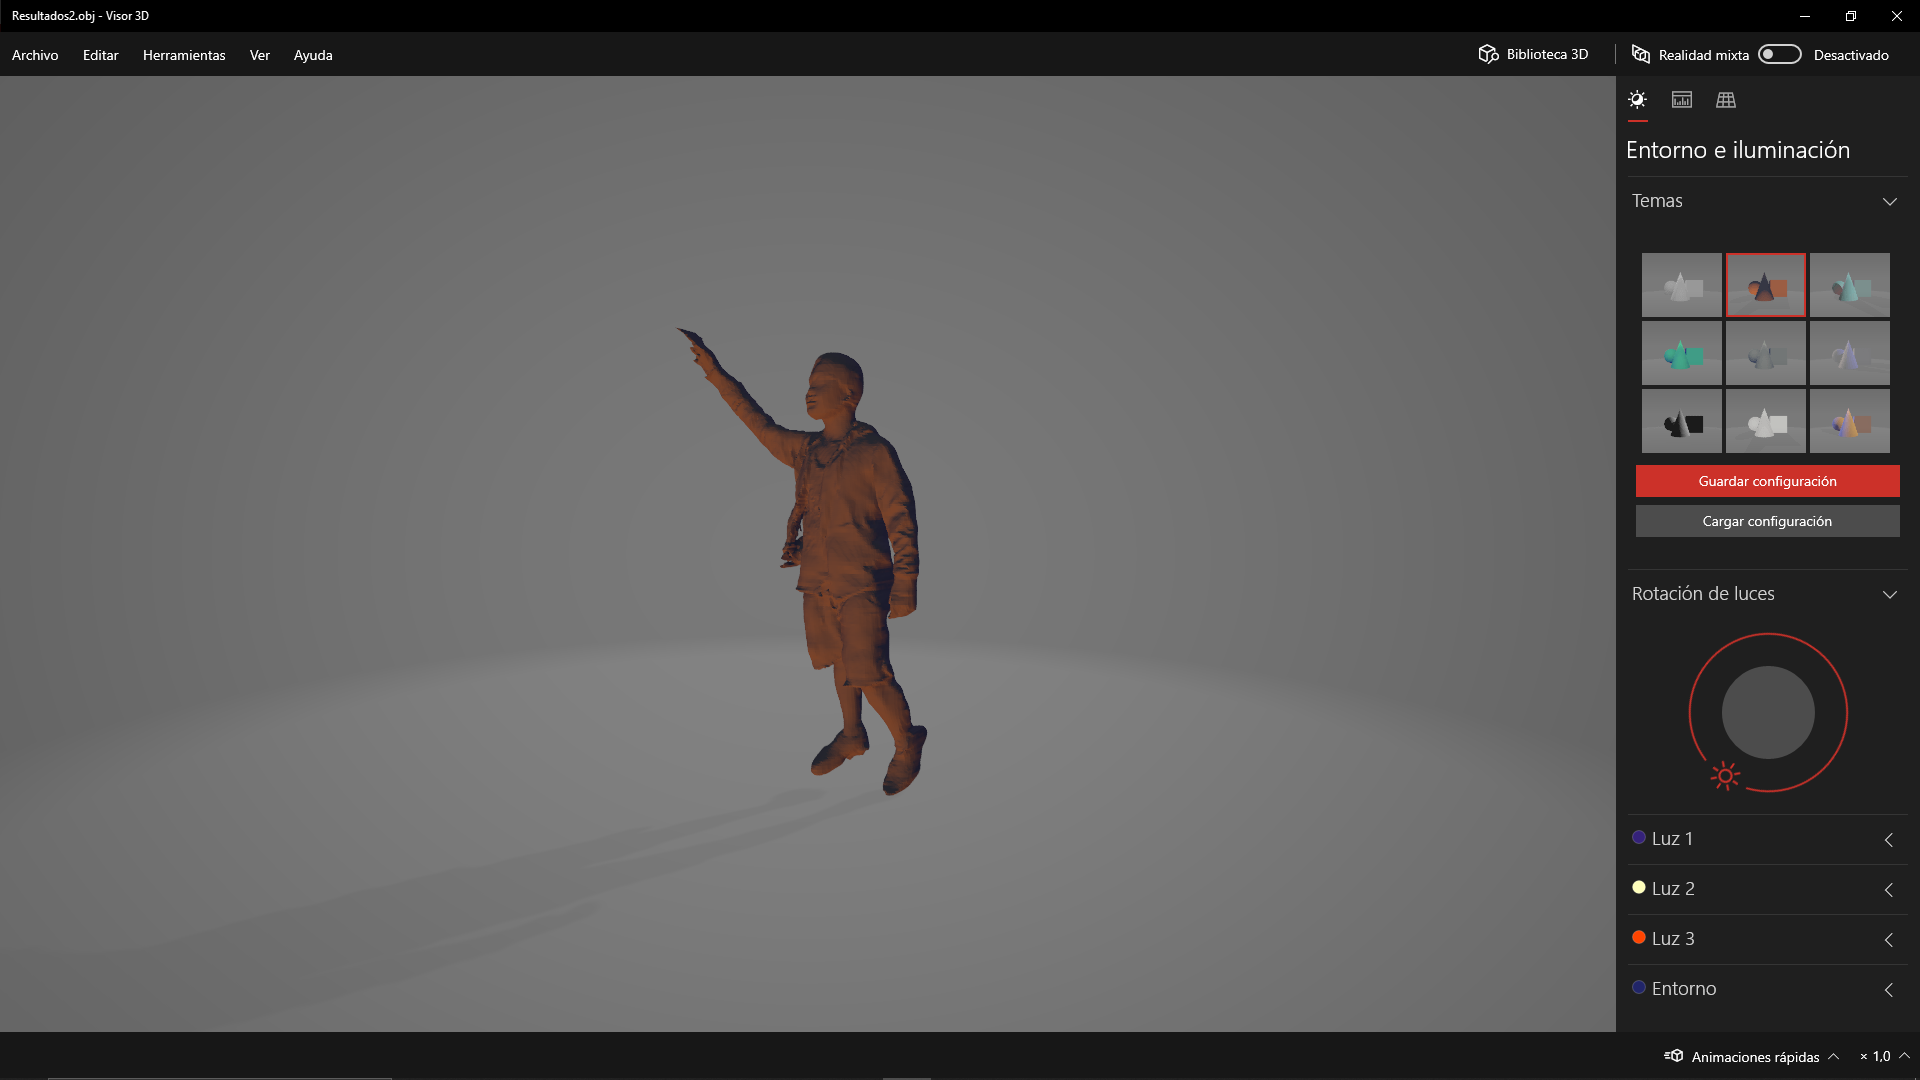 Resultados2.obj - Visor 3D
Archivo Editar Herramientas Ver Ayuda
Biblioteca 3D
Realidad mixta
Desactivado
Entorno e iluminación
Temas
Guardar configuración
Cargar configuración
Rotación de luces
Luz 1
Luz 2
Luz 3
Entorno
Animaciones rápidas
× 1,0